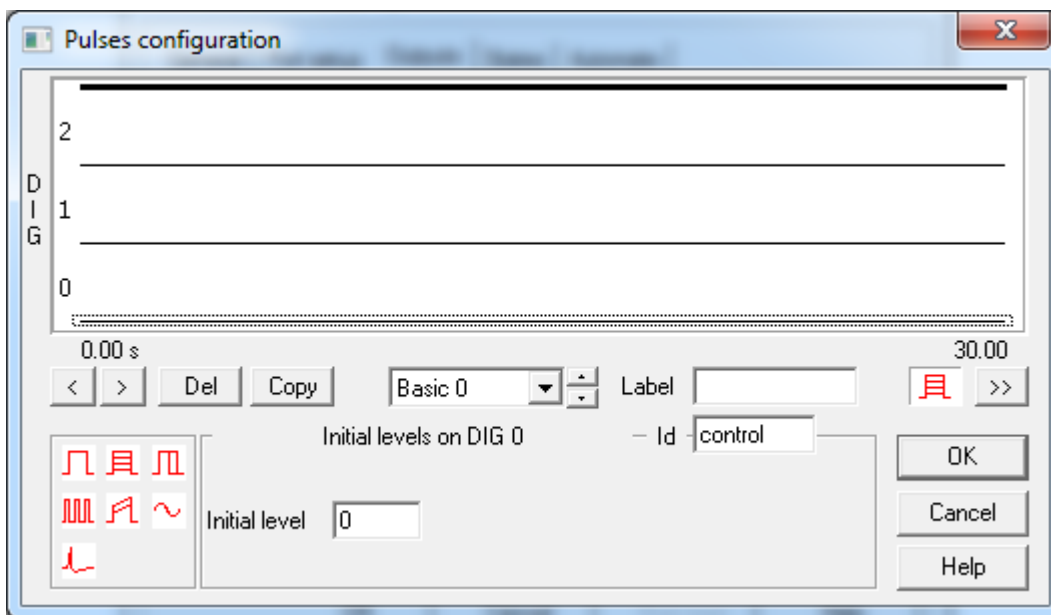 Pulses configuration
2
D
I
G
1
0
0.00 s
30.00
<
>
Del
Copy
Basic 0
Label
>>
Initial levels on DIG 0
Id
control
OK
Initial level
0
Cancel
Help